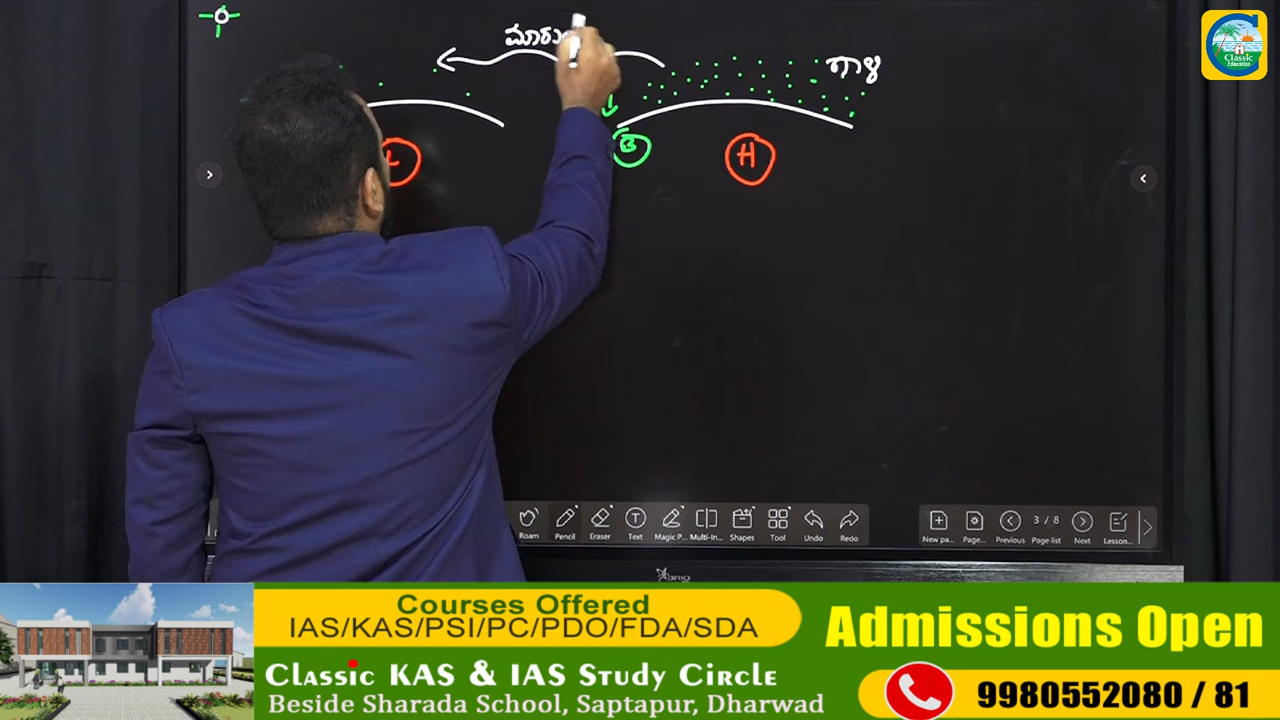 ಗಾಳಿ
L
B
H
Classic
Education
Roam
Pencil
Eraser
Text
Magic P...
Multi-In...
Shapes
Tool
Undo
Redo
New pa...
Page...
Previous
3 / 8
Page list
Next
Lesson...
Courses Offered
IAS/KAS/PSI/PC/PDO/FDA/SDA
Classic KAS & IAS Study Circle
Beside Sharada School, Saptapur, Dharwad
Admissions Open
9980552080 / 81